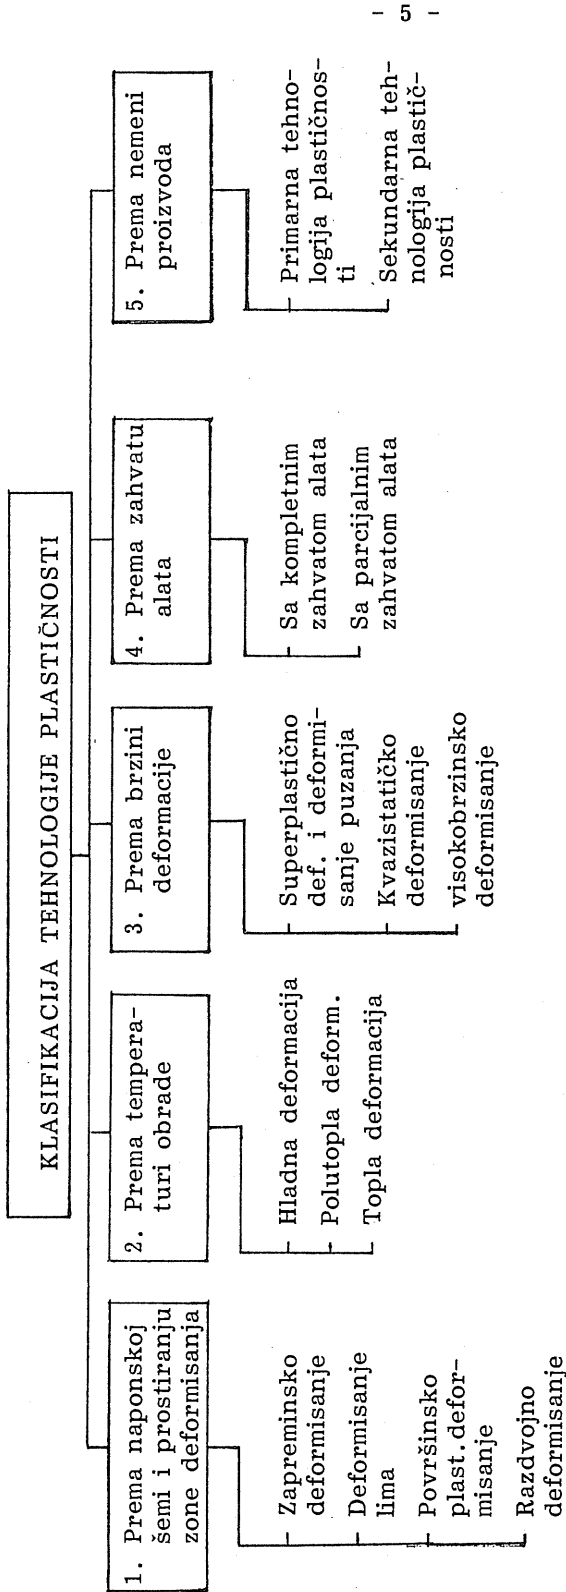 - 5 -
KLASIFIKACIJA TEHNOLOGIJE PLASTIČNOSTI
1. Prema naponskoj
šemi i prostiranju
zone deformisanja
Zapreminsko
deformisanje
Deformisanje
lima
Površinsko
plast.defor-
misanje
Razdvojno
deformisanje
2. Prema tempera-
turi obrade
Hladna deformacija
Polutopla deform.
Topla deformacija
3. Prema brzini
deformacije
Superplastično
def. i deformi-
sanje puzanja
Kvazistatičko
deformisanje
visokobrzinsko
deformisanje
4. Prema zahvatu
alata
Sa kompletnim
zahvatom alata
Sa parcijalnim
zahvatom alata
5. Prema nemeni
proizvoda
Primarna tehno-
logija plastičnos-
ti
Sekundarna teh-
nologija plastič-
nosti